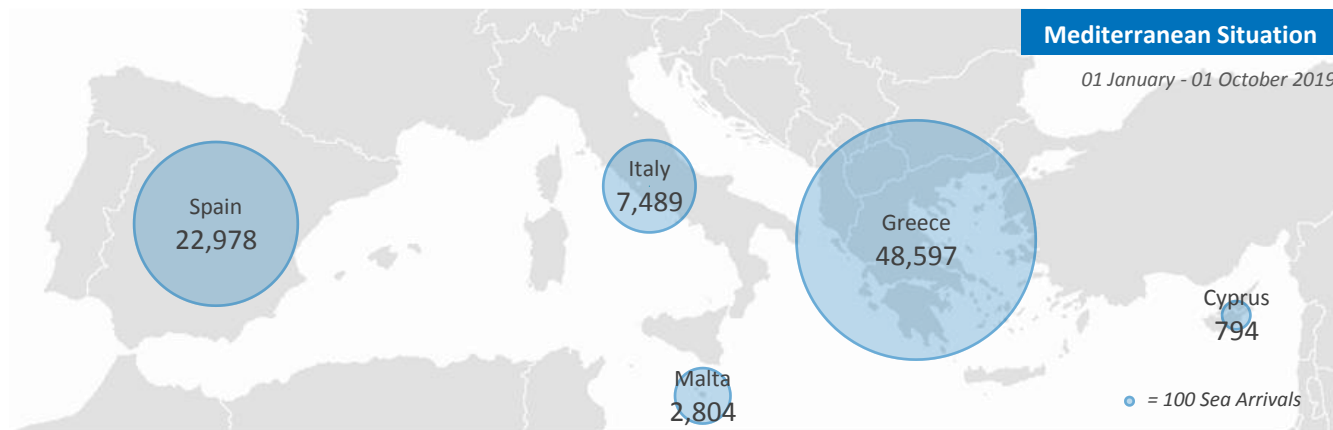 Mediterranean Situation
01 January - 01 October 2019
Italy
7,489
Spain
22,978
Greece
48,597
Cyprus
794
Malta
2,804
= 100 Sea Arrivals